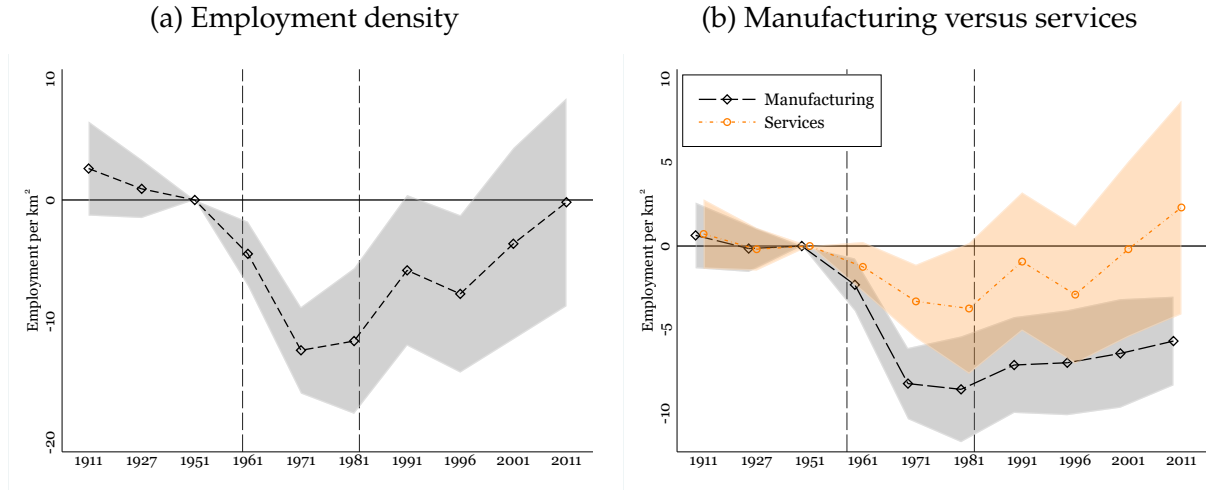 (a) Employment density
10
0
-10
-20
Employment per km²
1911 1927 1951 1961 1971 1981 1991 1996 2001 2011
(b) Manufacturing versus services
Manufacturing
Services
10
5
0
-5
-10
Employment per km²
1911 1927 1951 1961 1971 1981 1991 1996 2001 2011